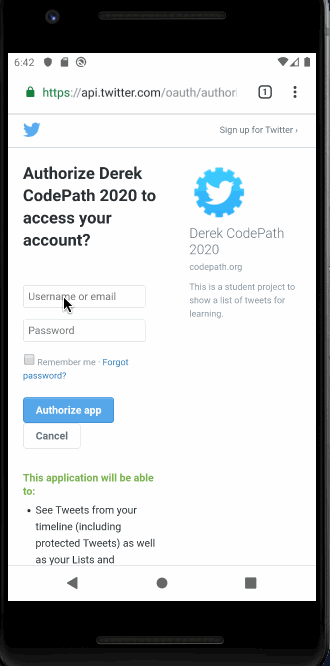 6:42
https://api.twitter.com/oauth/authori
1
Sign up for Twitter ›
Authorize Derek
CodePath 2020 to
access your
account?
Username or email
Password
Remember me · Forgot
password?
Authorize app
Cancel
Derek CodePath
2020
codepath.org
This is a student project to
show a list of tweets for
learning.
This application will be able
to:
• See Tweets from your
timeline (including
protected Tweets) as well
as your Lists and